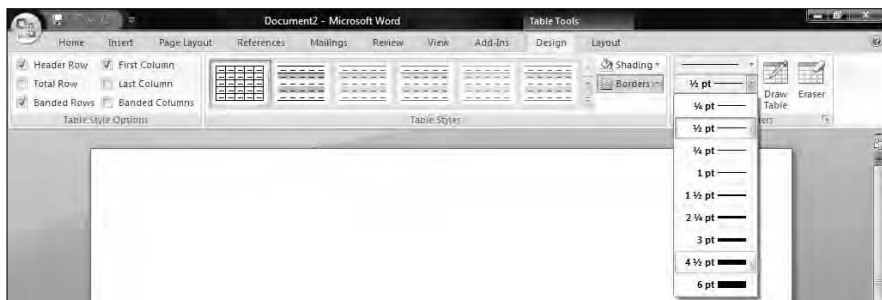 Document2 - Microsoft Word
Table Tools
Home Insert Page Layout References Mailings Review View Add-Ins Design Layout
Header Row First Column
Total Row Last Column
Banded Rows Banded Columns
Table Style Options
Table Styles
Shading
Borders
½ pt
Draw Table
Eraser
¼ pt
½ pt
¾ pt
1 pt
1 ½ pt
2 ¼ pt
3 pt
4 ½ pt
6 pt